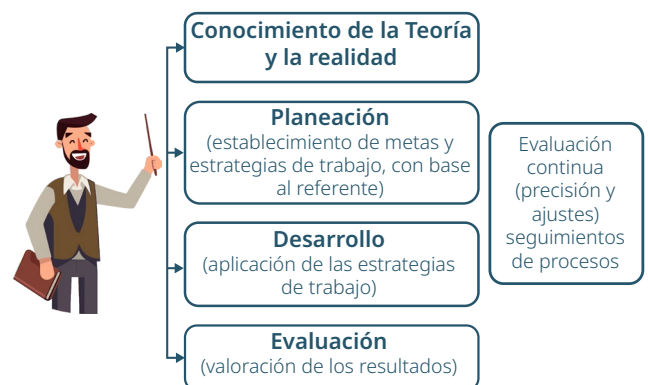 Conocimiento de la Teoría
y la realidad
Planeación
(establecimiento de metas y
estrategias de trabajo, con base
al referente)
Desarrollo
(aplicación de las estrategias
de trabajo)
Evaluación
(valoración de los resultados)
Evaluación
continua
(precisión y
ajustes)
seguimientos
de procesos